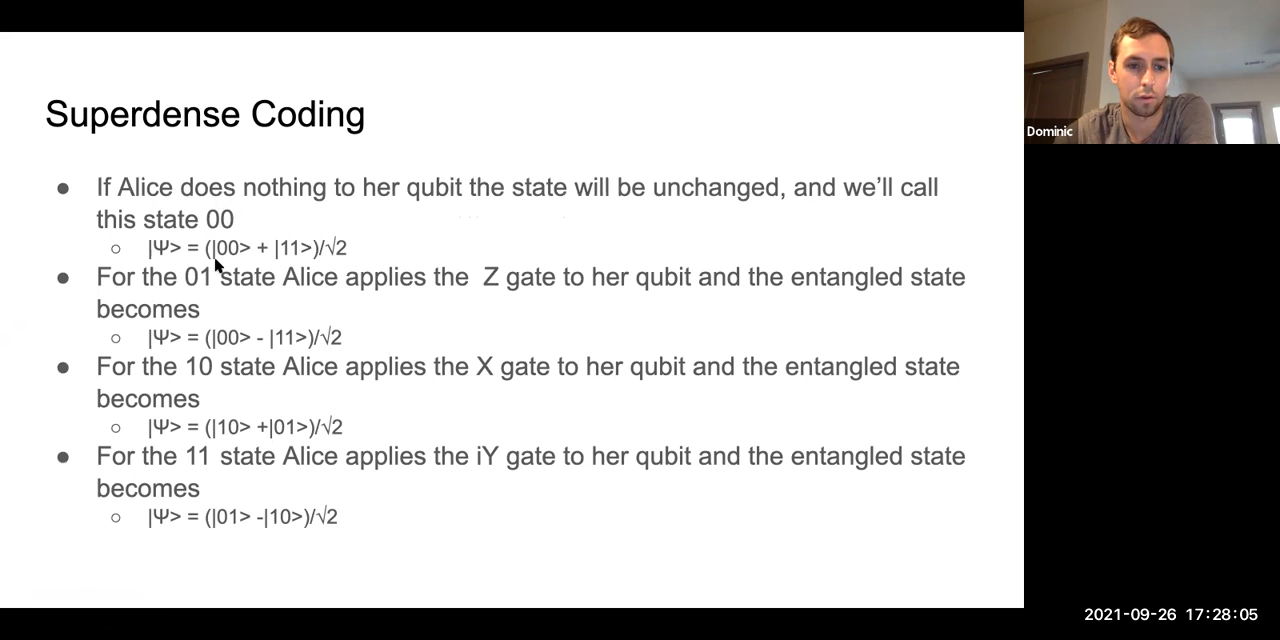 Superdense Coding
● If Alice does nothing to her qubit the state will be unchanged, and we’ll call
this state 00
○ |Ψ> = (|00> + |11>)/√2
● For the 01 state Alice applies the  Z gate to her qubit and the entangled state
becomes
○ |Ψ> = (|00> - |11>)/√2
● For the 10 state Alice applies the X gate to her qubit and the entangled state
becomes
○ |Ψ> = (|10> +|01>)/√2
● For the 11 state Alice applies the iY gate to her qubit and the entangled state
becomes
○ |Ψ> = (|01> -|10>)/√2
Dominic
2021-09-26 17:28:05